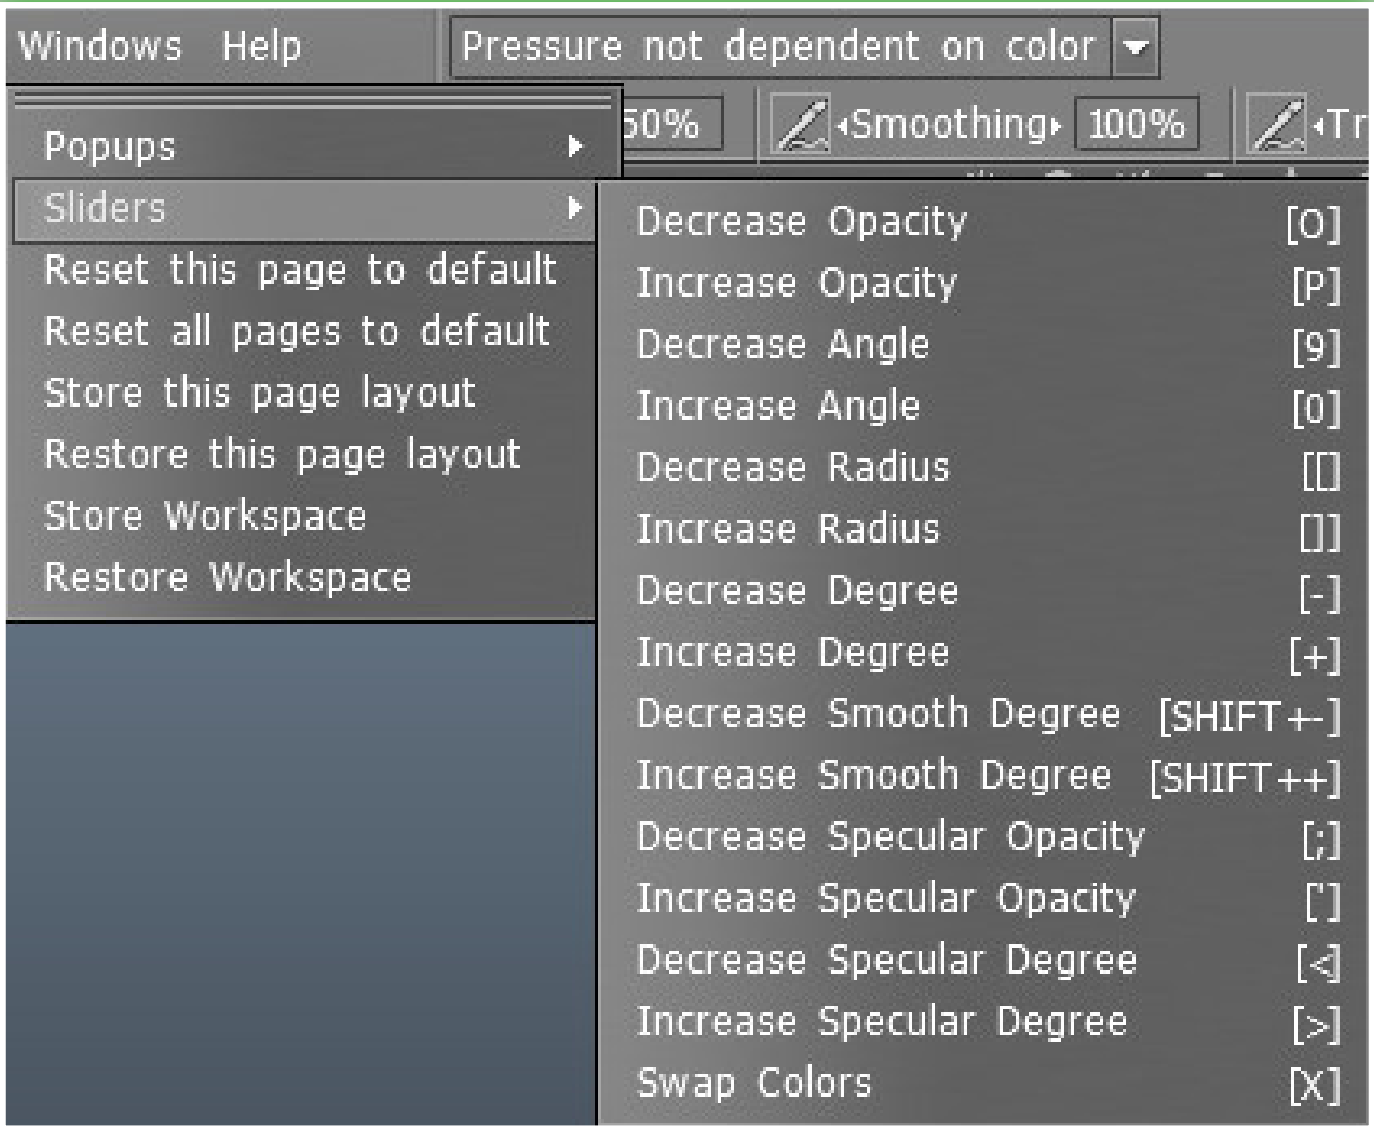 Windows Help Pressure not dependent on color
50% Smoothing 100% Tr
Popups
Sliders
Reset this page to default
Reset all pages to default
Store this page layout
Restore this page layout
Store Workspace
Restore Workspace
Decrease Opacity [O]
Increase Opacity [P]
Decrease Angle [9]
Increase Angle [0]
Decrease Radius [[]
Increase Radius []]
Decrease Degree [-]
Increase Degree [+]
Decrease Smooth Degree [SHIFT+-]
Increase Smooth Degree [SHIFT++]
Decrease Specular Opacity [;]
Increase Specular Opacity [']
Decrease Specular Degree [<]
Increase Specular Degree [>]
Swap Colors [X]